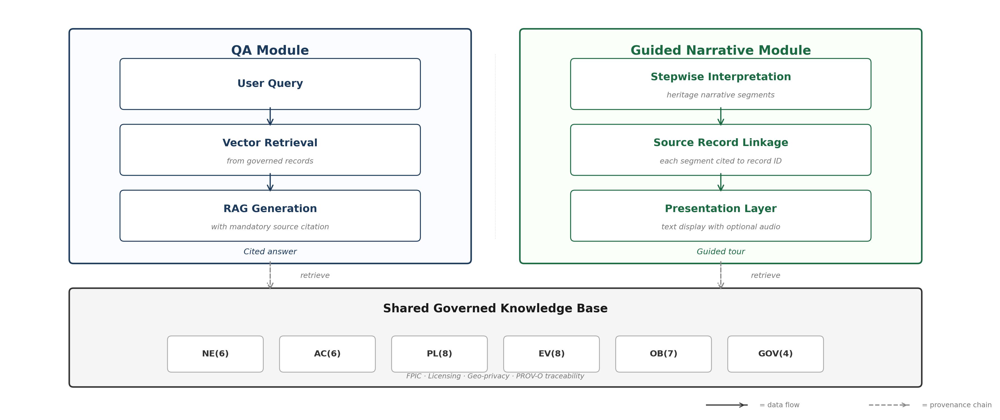 QA Module
User Query
Vector Retrieval
from governed records
RAG Generation
with mandatory source citation
Cited answer
Guided Narrative Module
Stepwise Interpretation
heritage narrative segments
Source Record Linkage
each segment cited to record ID
Presentation Layer
text display with optional audio
Guided tour
retrieve
retrieve
Shared Governed Knowledge Base
NE(6)
AC(6)
PL(8)
EV(8)
OB(7)
GOV(4)
FPIC · Licensing · Geo-privacy · PROV-O traceability
= data flow
= provenance chain